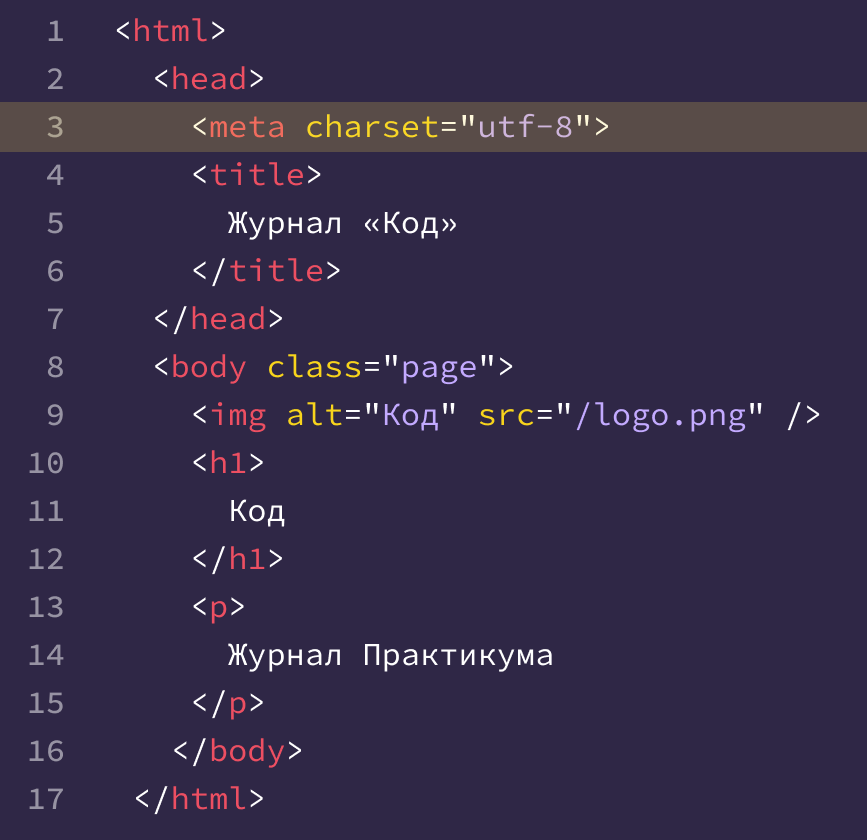 1 <html>
2 <head>
3 <meta charset="utf-8">
4 <title>
5 Журнал «Код»
6 </title>
7 </head>
8 <body class="page">
9 <img alt="Код" src="/logo.png" />
10 <h1>
11 Код
12 </h1>
13 <p>
14 Журнал Практикума
15 </p>
16 </body>
17 </html>